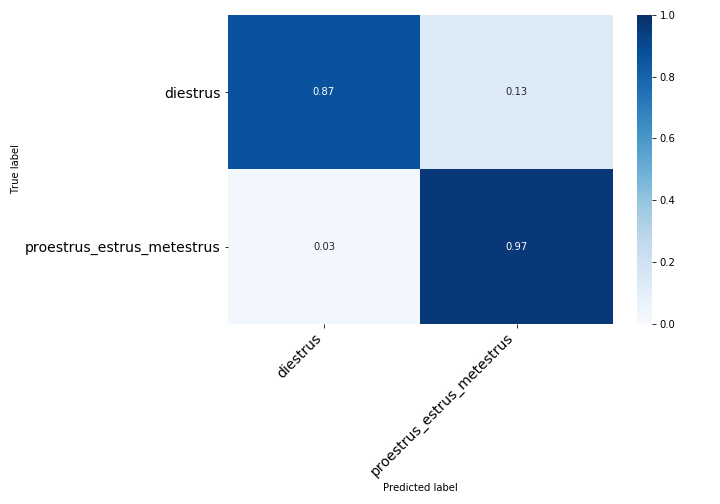 True label
diestrus
0.87
0.13
proestrus_estrus_metestrus
0.03
0.97
diestrus
proestrus_estrus_metestrus
Predicted label
1.0
0.8
0.6
0.4
0.2
0.0